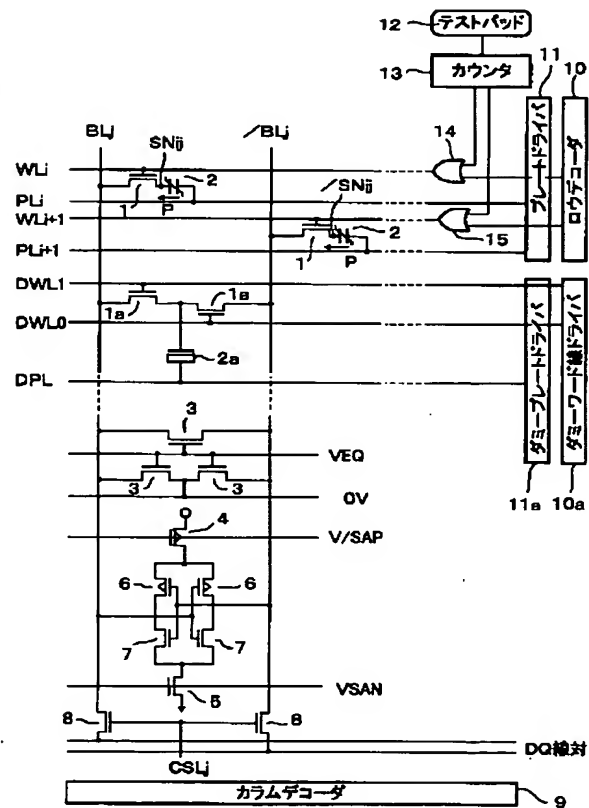 12
テストパッド
13
カウンタ
11
10
BLj
SNij
/BLj
14
プレートドライバ
ロウデコーダ
WLi
2
/SNij
PLi
1
P
WLi+1
2
15
PLi+1
1
P
DWL1
1a
1a
DWL0
2a
DPL
ダミープレートドライバ
ダミーワード線ドライバ
3
VEQ
3
3
0V
11a
10a
4
V/SAP
6
6
7
7
VSAN
5
8
8
DQ線対
CSLj
カラムデコーダ
9